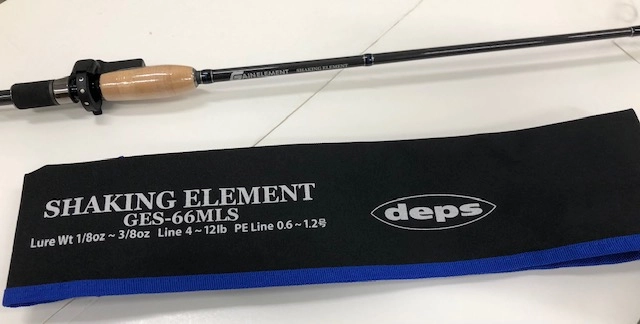 SHAKING ELEMENT
SHAKING ELEMENT
GES-66MLS
Lure Wt 1/8oz ~ 3/8oz Line 4 ~ 12lb PE Line 0.6 ~ 1.2号
deps